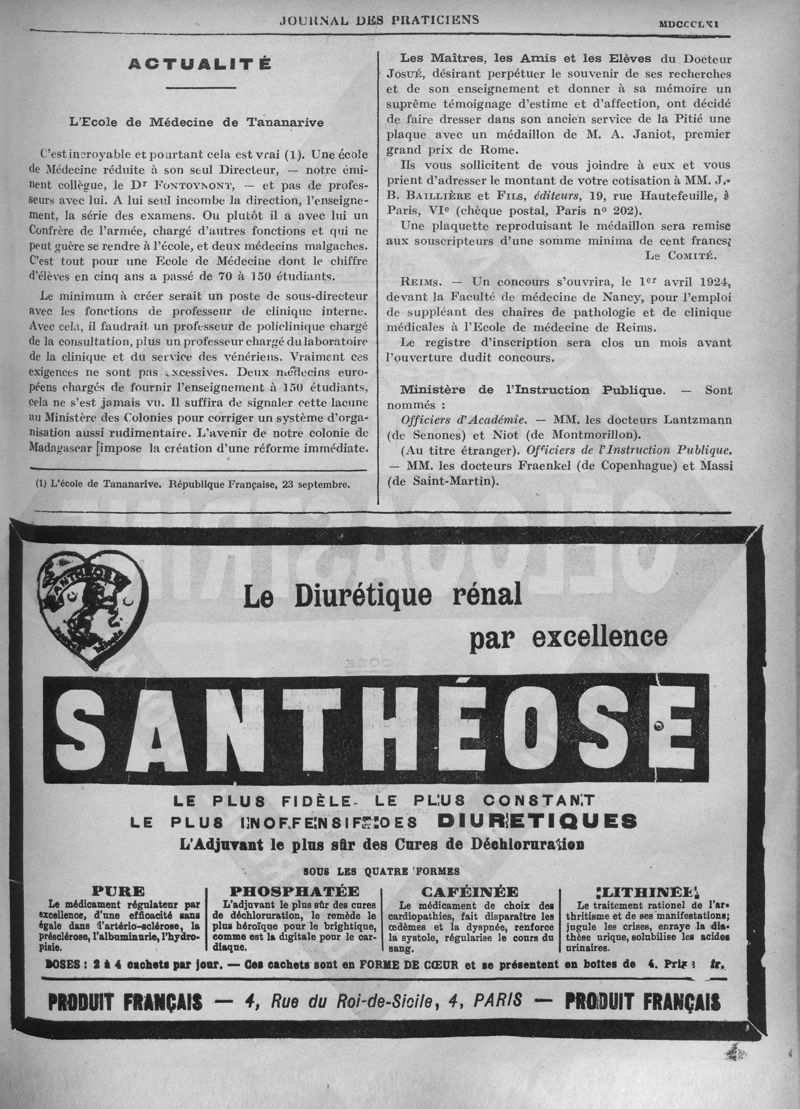 JOURNAL DES PRATICIENS
MDCCCLXI
ACTUALITÉ
L'Ecole de Médecine de Tananarive
C'est incroyable et pourtant cela est vrai (1). Une école
de Médecine réduite à son seul Directeur, — notre émi-
nent collègue, le Dr FONTOYNONT, — et pas de profes-
seurs avec lui. A lui seul incombe la direction, l'enseigne-
ment, la série des examens. Ou plutôt il a avec lui un
Confrère de l'armée, chargé d'autres fonctions et qui ne
peut guère se rendre à l'école, et deux médecins malgaches.
C'est tout pour une Ecole de Médecine dont le chiffre
d'élèves en cinq ans a passé de 70 à 150 étudiants.
Le minimum à créer serait un poste de sous-directeur
avec les fonctions de professeur de clinique interne.
Avec cela, il faudrait un professeur de policlinique chargé
de la consultation, plus un professeur chargé du laboratoire
de la clinique et du service des vénériens. Vraiment ces
exigences ne sont pas excessives. Deux médecins euro-
péens chargés de fournir l'enseignement à 150 étudiants,
cela ne s'est jamais vu. Il suffira de signaler cette lacune
au Ministère des Colonies pour corriger un système d'orga-
nisation aussi rudimentaire. L'avenir de notre colonie de
Madagascar impose la création d'une réforme immédiate.
(1) L'école de Tananarive. République Française, 23 septembre.
Les Maîtres, les Amis et les Elèves du Docteur
JOSUÉ, désirant perpétuer le souvenir de ses recherches
et de son enseignement et donner à sa mémoire un
suprême témoignage d'estime et d'affection, ont décidé
de faire dresser dans son ancien service de la Pitié une
plaque avec un médaillon de M. A. Janiot, premier
grand prix de Rome.
Ils vous sollicitent de vous joindre à eux et vous
prient d'adresser le montant de votre cotisation à MM. J.-
B. BAILLIÈRE et FILS, éditeurs, 19, rue Hautefeuille, à
Paris, VIe (chèque postal, Paris nº 202).
Une plaquette reproduisant le médaillon sera remise
aux souscripteurs d'une somme minima de cent francs;
Le COMITÉ.
REIMS. — Un concours s'ouvrira, le 1er avril 1924,
devant la Faculté de médecine de Nancy, pour l'emploi
de suppléant des chaires de pathologie et de clinique
médicales à l'Ecole de médecine de Reims.
Le registre d'inscription sera clos un mois avant
l'ouverture dudit concours.
Ministère de l'Instruction Publique. — Sont
nommés :
Officiers d'Académie. — MM. les docteurs Lantzmann
(de Senones) et Niot (de Montmorillon).
(Au titre étranger). Officiers de l'Instruction Publique.
— MM. les docteurs Fraenkel (de Copenhague) et Massi
(de Saint-Martin).
SANTHÉOSE
Le Diurétique rénal
par excellence
SANTHÉOSE
LE PLUS FIDÈLE - LE PLUS CONSTANT
LE PLUS INOFFENSIF DES DIURETIQUES
L'Adjuvant le plus sûr des Cures de Déchloruration
SOUS LES QUATRE FORMES
PURE
Le médicament régulateur par
excellence, d'une efficacité sans
égale dans l'artério-sclérose, la
présclérose, l'albuminurie, l'hydro-
pisie.
PHOSPHATÉE
L'adjuvant le plus sûr des cures
de déchloruration, le remède le
plus héroïque pour le brightique,
comme est la digitale pour le car-
diaque.
CAFÉINÉE
Le médicament de choix des
cardiopathies, fait disparaître les
œdèmes et la dyspnée, renforce
la systole, régularise le cours du
sang.
LITHINÉE
Le traitement rationel de l'ar-
thritisme et de ses manifestations;
jugule les crises, enraye la dia-
thèse urique, solubilise les acides
urinaires.
DOSES : 2 à 4 cachets par jour. — Ces cachets sont en FORME DE CŒUR et se présentent en boîtes de 4. Prix : fr.
PRODUIT FRANÇAIS — 4, Rue du Roi-de-Sicile, 4, PARIS — PRODUIT FRANÇAIS